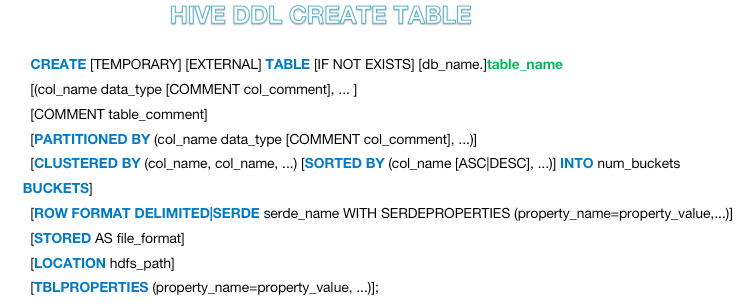 HIVE DDL CREATE TABLE
CREATE [TEMPORARY] [EXTERNAL] TABLE [IF NOT EXISTS] [db_name.]table_name
[(col_name data_type [COMMENT col_comment], ... ]
[COMMENT table_comment]
[PARTITIONED BY (col_name data_type [COMMENT col_comment], ...)]
[CLUSTERED BY (col_name, col_name, ...) [SORTED BY (col_name [ASC|DESC], ...)] INTO num_buckets
BUCKETS]
[ROW FORMAT DELIMITED|SERDE serde_name WITH SERDEPROPERTIES (property_name=property_value,...)]
[STORED AS file_format]
[LOCATION hdfs_path]
[TBLPROPERTIES (property_name=property_value, ...)];